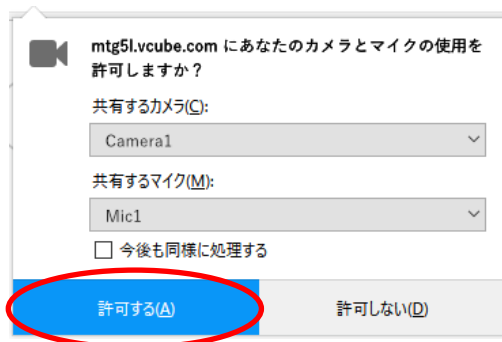 mtg5l.vcube.com にあなたのカメラとマイクの使用を
許可しますか？
共有するカメラ(C):
Camera1
共有するマイク(M):
Mic1
今後も同様に処理する
許可する(A) 許可しない(D)